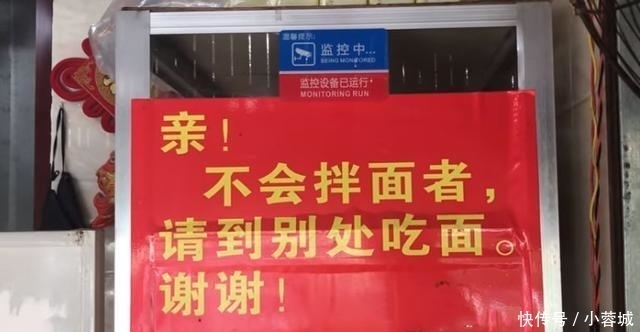 温馨提示:
监控中...
BEING MONITORED
监控设备已运行
MONITORING RUN
亲!
不会拌面者,
请到别处吃面。
谢谢!
快传号/小蓉城